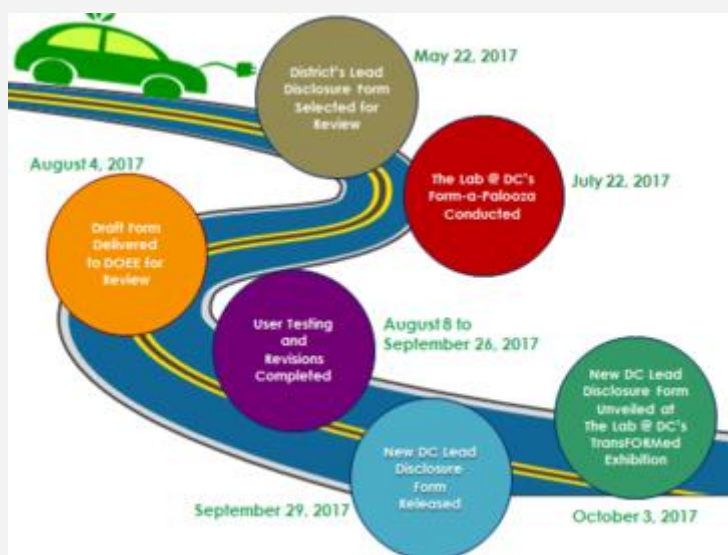 May 22, 2017
District's Lead
Disclosure Form
Selected for
Review
July 22, 2017
The Lab @ DC's
Form-a-Palooza
Conducted
August 4, 2017
Draft Form
Delivered
to DOEE for
Review
August 8 to
September 26, 2017
User Testing
and
Revisions
Completed
New DC Lead
Disclosure
Form
Released
September 29, 2017
New DC Lead
Disclosure Form
Unveiled at
The Lab @ DC's
TransFORMed
Exhibition
October 3, 2017